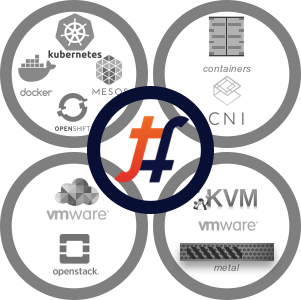 kubernetes
docker
MESOS
OPENSHIFT
containers
CNI
vmware
openstack.
KVM
vmware
metal